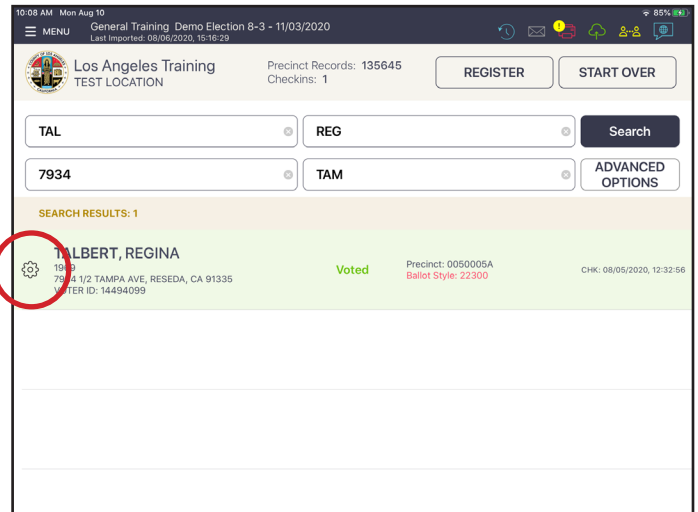 10:08 AM Mon Aug 10
85%
MENU
General Training Demo Election 8-3 - 11/03/2020
Last Imported: 08/06/2020, 15:16:29
Los Angeles Training
TEST LOCATION
Precinct Records: 135645
Checkins: 1
REGISTER
START OVER
TAL
REG
Search
7934
TAM
ADVANCED
OPTIONS
SEARCH RESULTS: 1
TALBERT, REGINA
7934 1/2 TAMPA AVE, RESEDA, CA 91335
VOTER ID: 14494099
Voted
Precinct: 0050005A
Ballot Style: 22300
CHK: 08/05/2020, 12:32:56